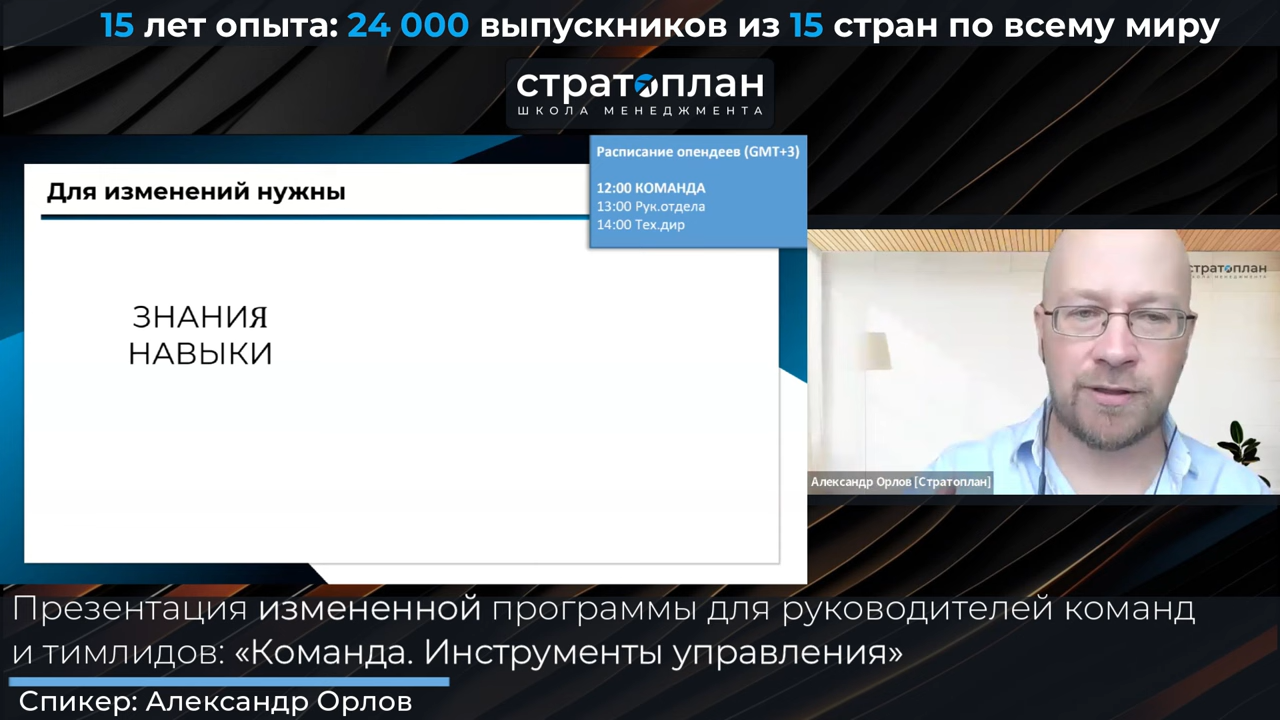 15 лет опыта: 24 000 выпускников из 15 стран по всему миру
стратоплан
ШКОЛА МЕНЕДЖМЕНТА
Для изменений нужны
ЗНАНИЯ
НАВЫКИ
Расписание опендеев (GMT+3)
12:00 КОМАНДА
13:00 Рук.отдела
14:00 Тех.дир
стратоплан
Александр Орлов [Стратоплан]
Презентация измененной программы для руководителей команд
и тимлидов: «Команда. Инструменты управления»
Спикер: Александр Орлов